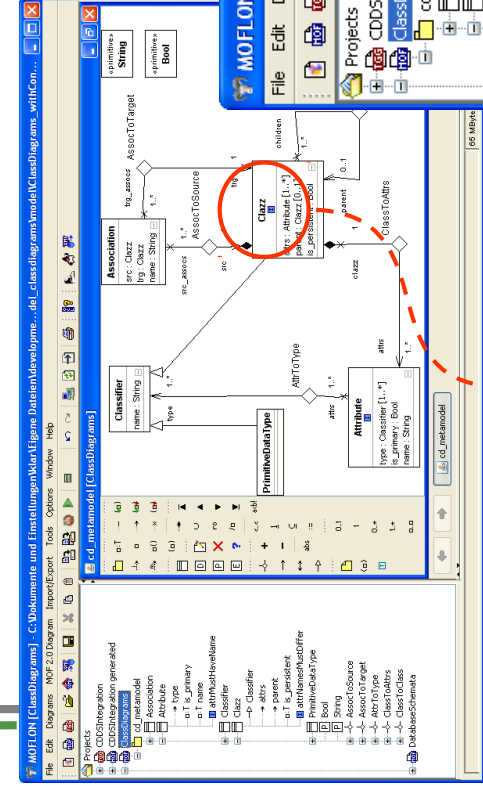 MOFLON [ClassDiagrams] - C:\Dokumente und Einstellungen\klar\Eigene Dateien\developme...del_classdiagrams\model\ClassDiagrams_withCon...
File Edit Diagrams MOF 2.0 Diagram Import/Export Tools Options Window Help
Projects
CDDSIntegration
CDDSIntegration generated
ClassDiagrams
cd_metamodel
Association
Attribute
type
is_primary
name
attrMustHaveName
Classifier
Clazz
Classifier
attrs
parent
is_persistent
attrNamesMustDiffer
PrimitiveDataType
Bool
String
AssocToSource
AssocToTarget
AttrToType
ClassToAttrs
ClassToClass
DatabaseSchemata
cd_metamodel [ClassDiagrams]
abs
0..1
1
0..*
1..*
n..n
«primitive»
String
«primitive»
Bool
Association
src : Clazz
trg : Clazz
name : String
trg_assocs
1..*
AssocToTarget
trg
1
src_assocs
1..*
AssocToSource
src
1
Clazz
attrs : Attribute [1..*]
parent : Clazz [0..1]
is_persistent : Bool
children
1..*
parent
0..1
clazz
1
ClassToAttrs
attrs
1..*
Classifier
name : String
type
1..*
AttrToType
attrs
1..*
PrimitiveDataType
Attribute
type : Classifier [1..*]
is_primary : Bool
name : String
cd_metamodel
65 MByte
MOFLON
File Edit
Projects
CDDS
Class